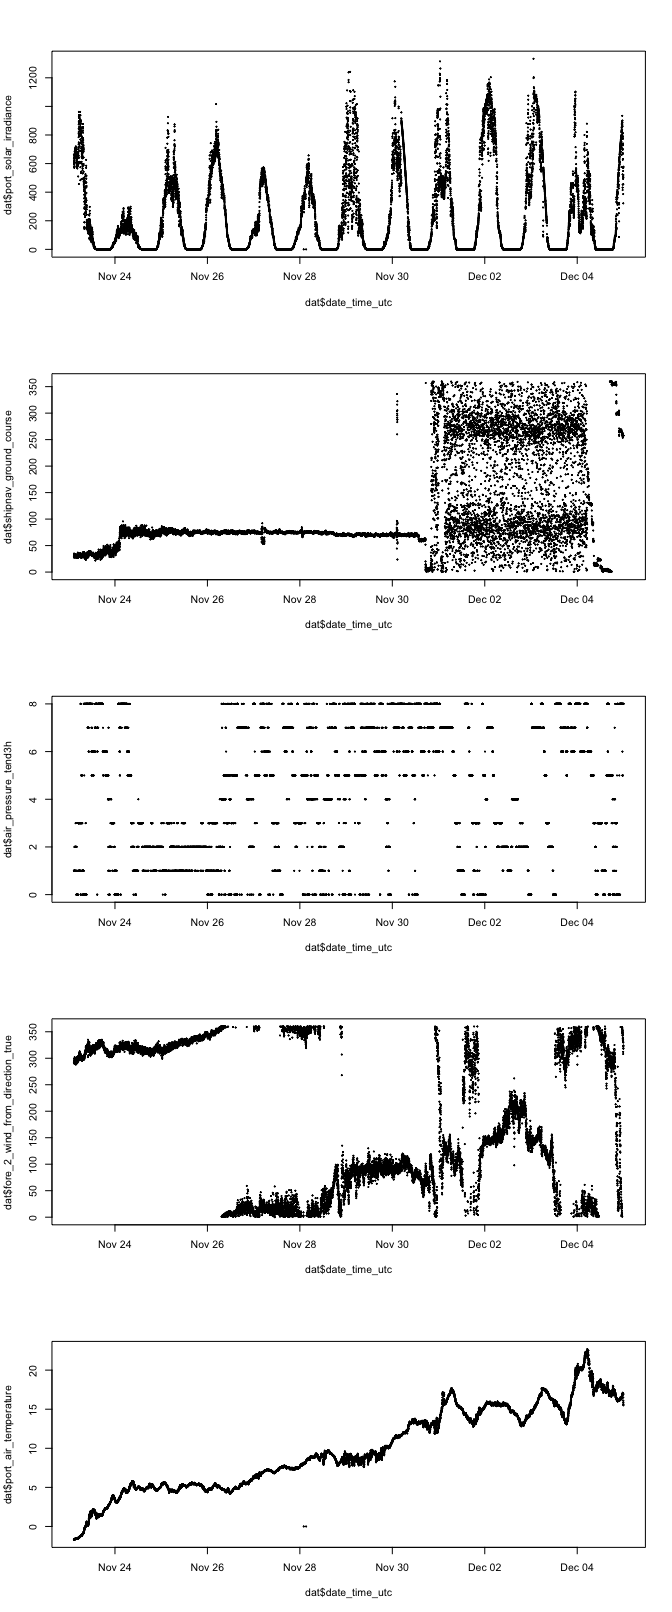 dat$port_solar_irradiance
0 200 400 600 800 1200
Nov 24 Nov 26 Nov 28 Nov 30 Dec 02 Dec 04
dat$date_time_utc
dat$shipnav_ground_course
0 50 100 150 200 250 300 350
Nov 24 Nov 26 Nov 28 Nov 30 Dec 02 Dec 04
dat$date_time_utc
dat$air_pressure_tend3h
0 2 4 6 8
Nov 24 Nov 26 Nov 28 Nov 30 Dec 02 Dec 04
dat$date_time_utc
dat$fore_2_wind_from_direction_true
0 50 100 150 200 250 300 350
Nov 24 Nov 26 Nov 28 Nov 30 Dec 02 Dec 04
dat$date_time_utc
dat$port_air_temperature
0 5 10 15 20
Nov 24 Nov 26 Nov 28 Nov 30 Dec 02 Dec 04
dat$date_time_utc